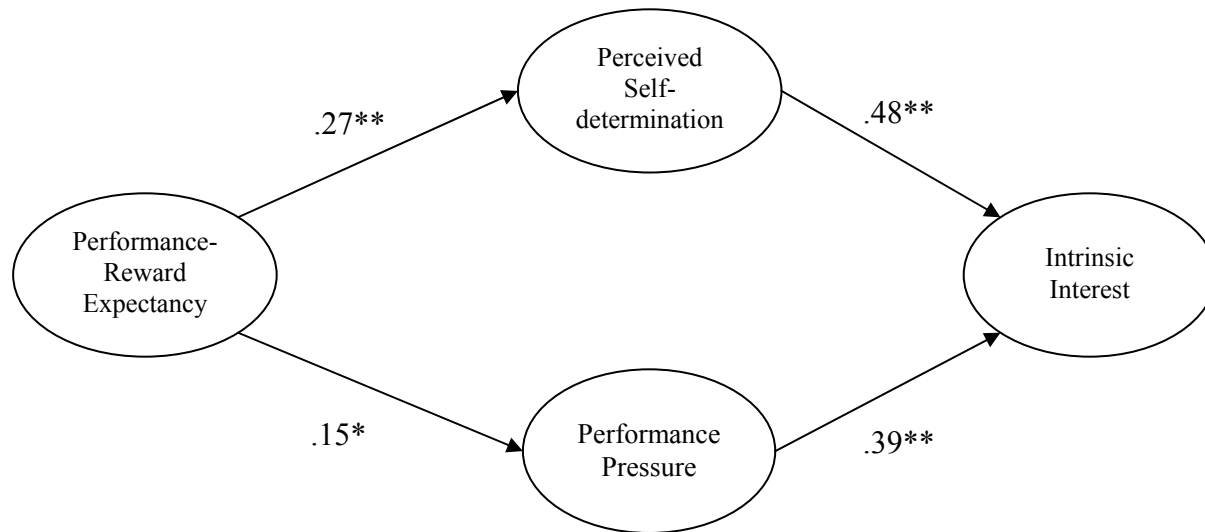 Perceived
Self-
determination
.27**
.48**
Performance-
Reward
Expectancy
Intrinsic
Interest
.15*
Performance
Pressure
.39**